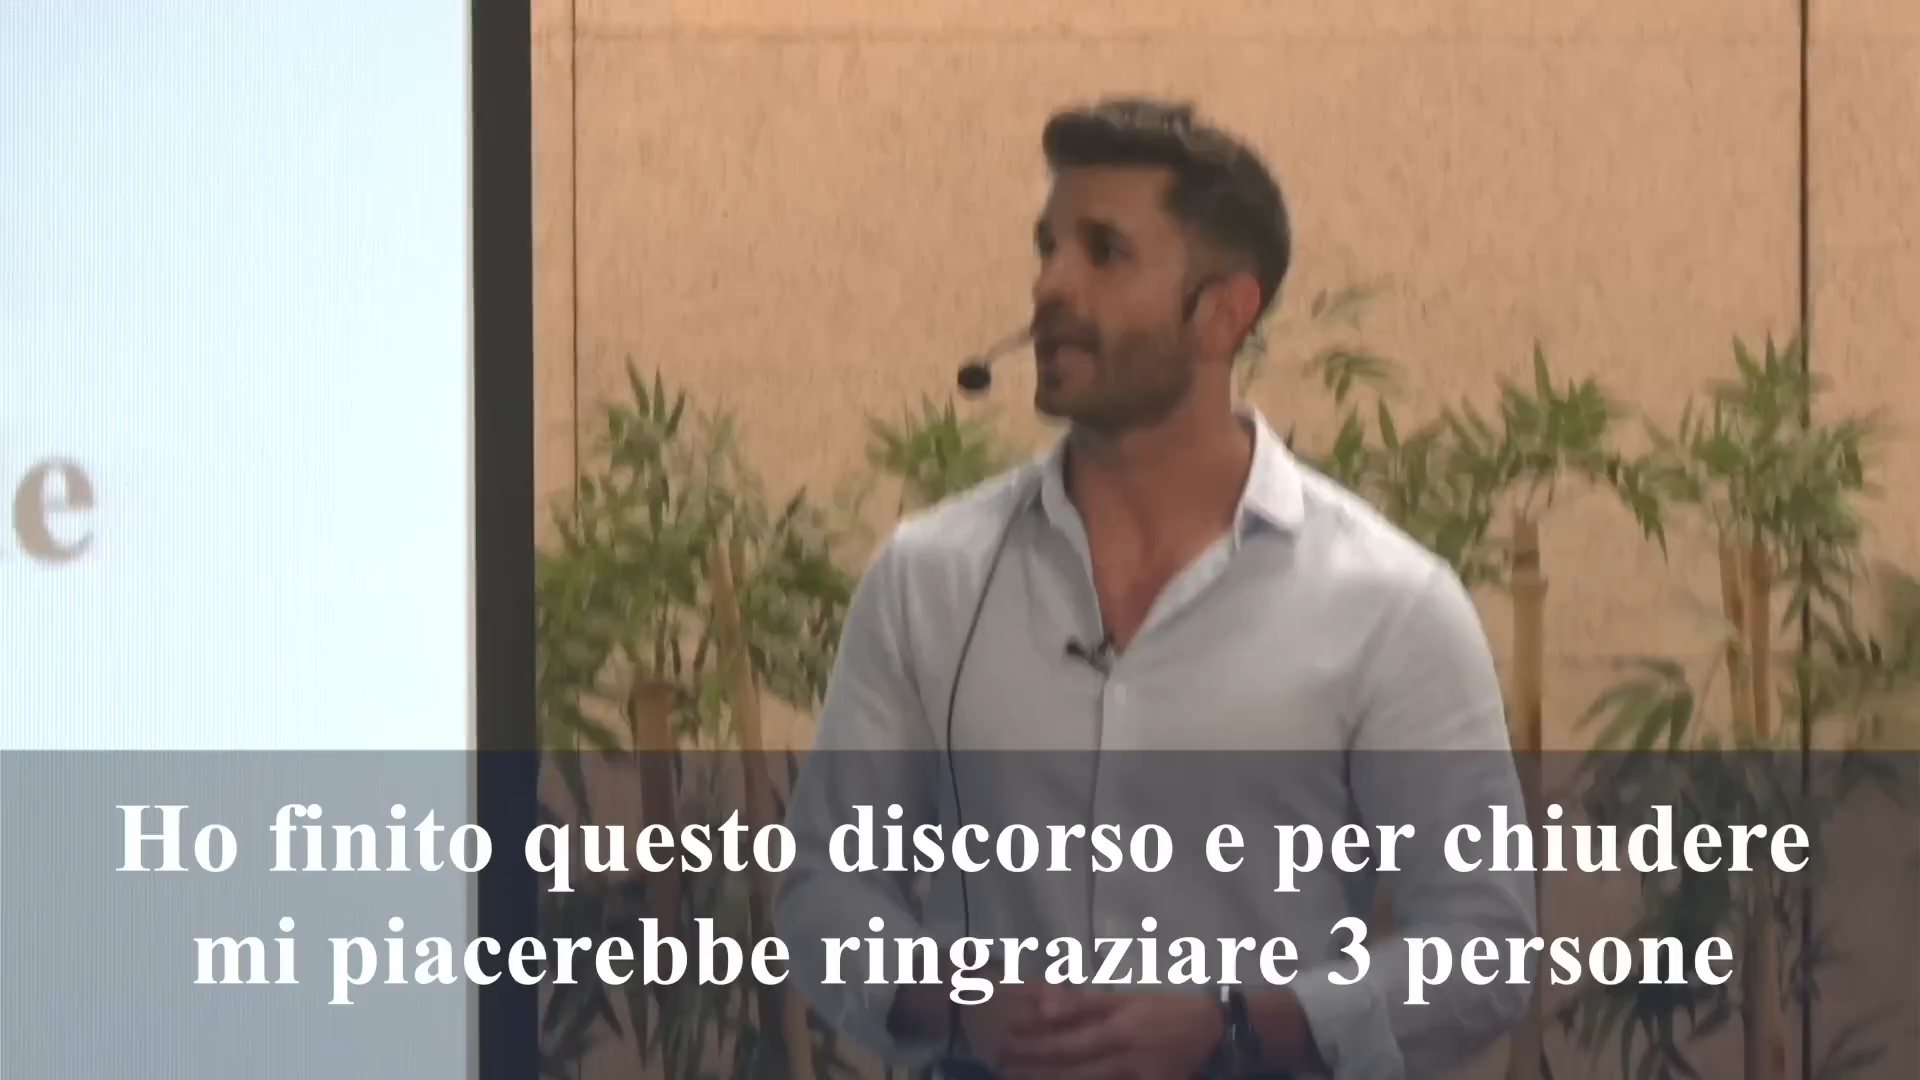 e
Ho finito questo discorso e per chiudere
mi piacerebbe ringraziare 3 persone